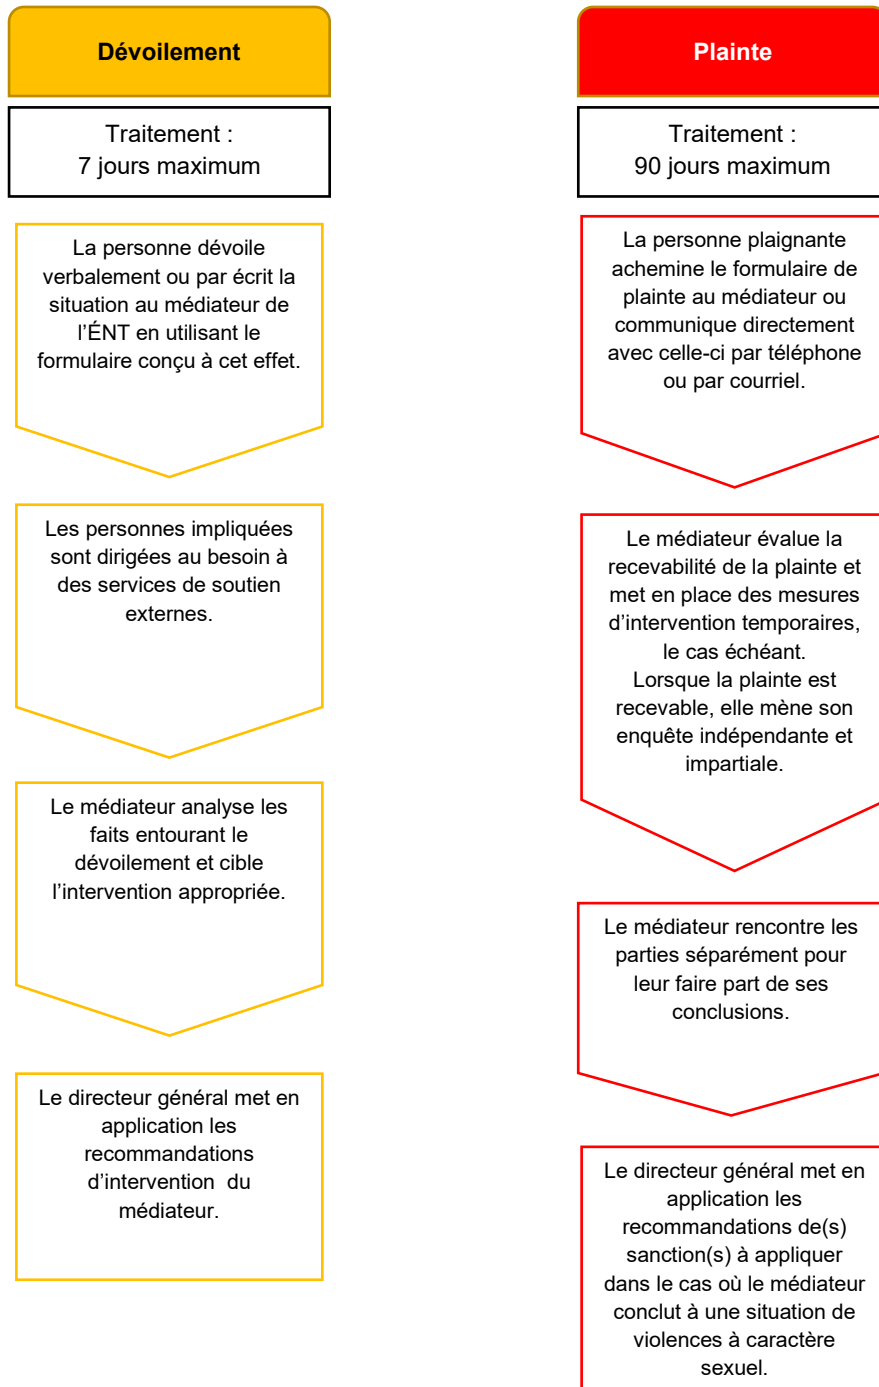 Dévoilement
Traitement :
7 jours maximum
La personne dévoile
verbalement ou par écrit la
situation au médiateur de
l’ÉNT en utilisant le
formulaire conçu à cet effet.
Les personnes impliquées
sont dirigées au besoin à
des services de soutien
externes.
Le médiateur analyse les
faits entourant le
dévoilement et cible
l’intervention appropriée.
Le directeur général met en
application les
recommandations
d’intervention  du
médiateur.
Plainte
Traitement :
90 jours maximum
La personne plaignante
achemine le formulaire de
plainte au médiateur ou
communique directement
avec celle-ci par téléphone
ou par courriel.
Le médiateur évalue la
recevabilité de la plainte et
met en place des mesures
d’intervention temporaires,
le cas échéant.
Lorsque la plainte est
recevable, elle mène son
enquête indépendante et
impartiale.
Le médiateur rencontre les
parties séparément pour
leur faire part de ses
conclusions.
Le directeur général met en
application les
recommandations de(s)
sanction(s) à appliquer
dans le cas où le médiateur
conclut à une situation de
violences à caractère
sexuel.